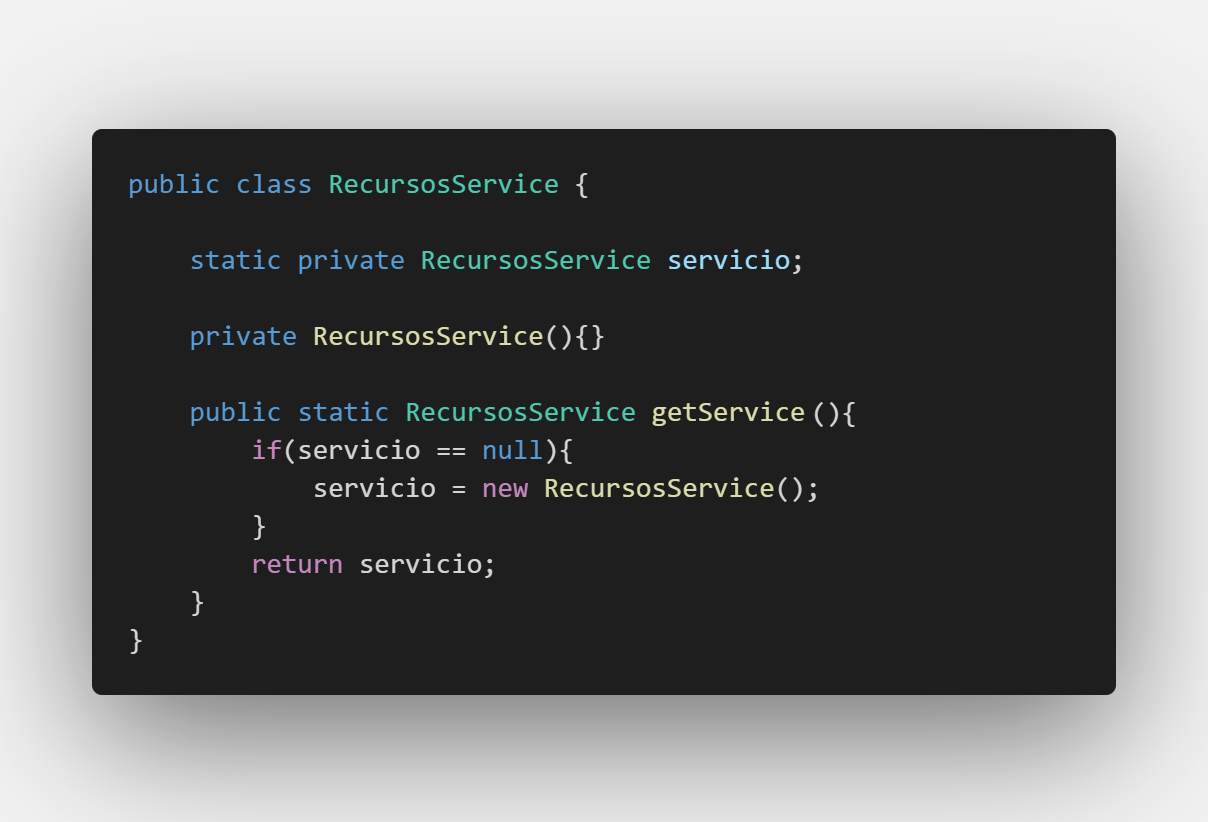 public class RecursosService {
static private RecursosService servicio;
private RecursosService(){}
public static RecursosService getService(){
if(servicio == null){
servicio = new RecursosService();
}
return servicio;
}
}